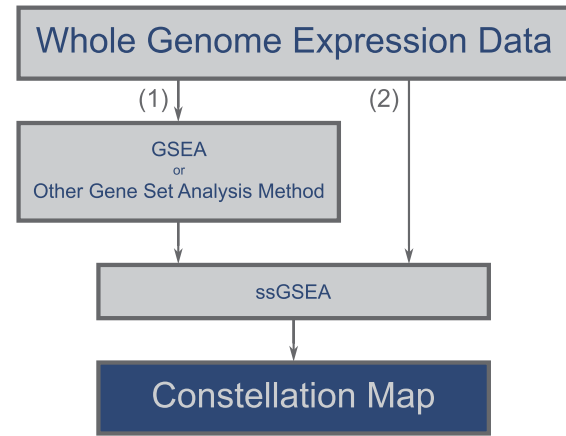 Whole Genome Expression Data
(1)
(2)
GSEA
or
Other Gene Set Analysis Method
ssGSEA
Constellation Map